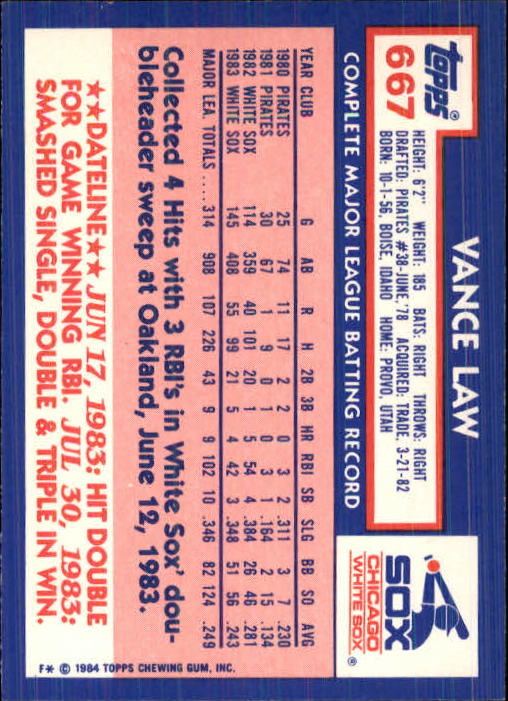 topps®
667
VANCE LAW
HEIGHT: 6'2" WEIGHT: 185 BATS: RIGHT THROWS: RIGHT
DRAFTED: PIRATES #38-JUNE,'78 ACQUIRED: TRADE, 3-21-82
BORN: 10-1-56, BOISE, IDAHO HOME: PROVO, UTAH
CHICAGO
WHITE SOX®
SOX
COMPLETE MAJOR LEAGUE BATTING RECORD
YEAR CLUB G AB R H 2B 3B HR RBI SB SLG BB SO AVG
1980 PIRATES 25 74 11 17 2 2 0 3 2 .311 3 7 .230
1981 PIRATES 30 67 1 9 0 1 0 3 1 .164 2 15 .134
1982 WHITE SOX 114 359 40 101 20 1 5 54 4 .384 26 46 .281
1983 WHITE SOX 145 408 55 99 21 5 4 42 3 .348 51 56 .243
MAJOR LEA. TOTALS .... 314 908 107 226 43 9 9 102 10 .346 82 124 .249
Collected 4 Hits with 3 RBI's in White Sox' dou-
bleheader sweep at Oakland, June 12, 1983.
★★DATELINE★★ JUN 17, 1983: HIT DOUBLE
FOR GAME WINNING RBI. JUL 30, 1983:
SMASHED SINGLE, DOUBLE & TRIPLE IN WIN.
F* © 1984 TOPPS CHEWING GUM, INC.